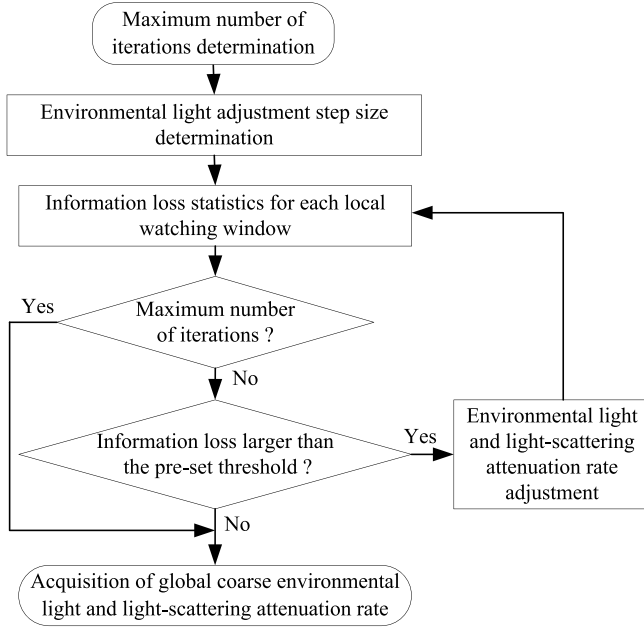 Maximum number of
iterations determination
Environmental light adjustment step size
determination
Information loss statistics for each local
watching window
Yes
Maximum number
of iterations ?
No
Information loss larger than
the pre-set threshold ?
Yes
Environmental light
and light-scattering
attenuation rate
adjustment
No
Acquisition of global coarse environmental
light and light-scattering attenuation rate